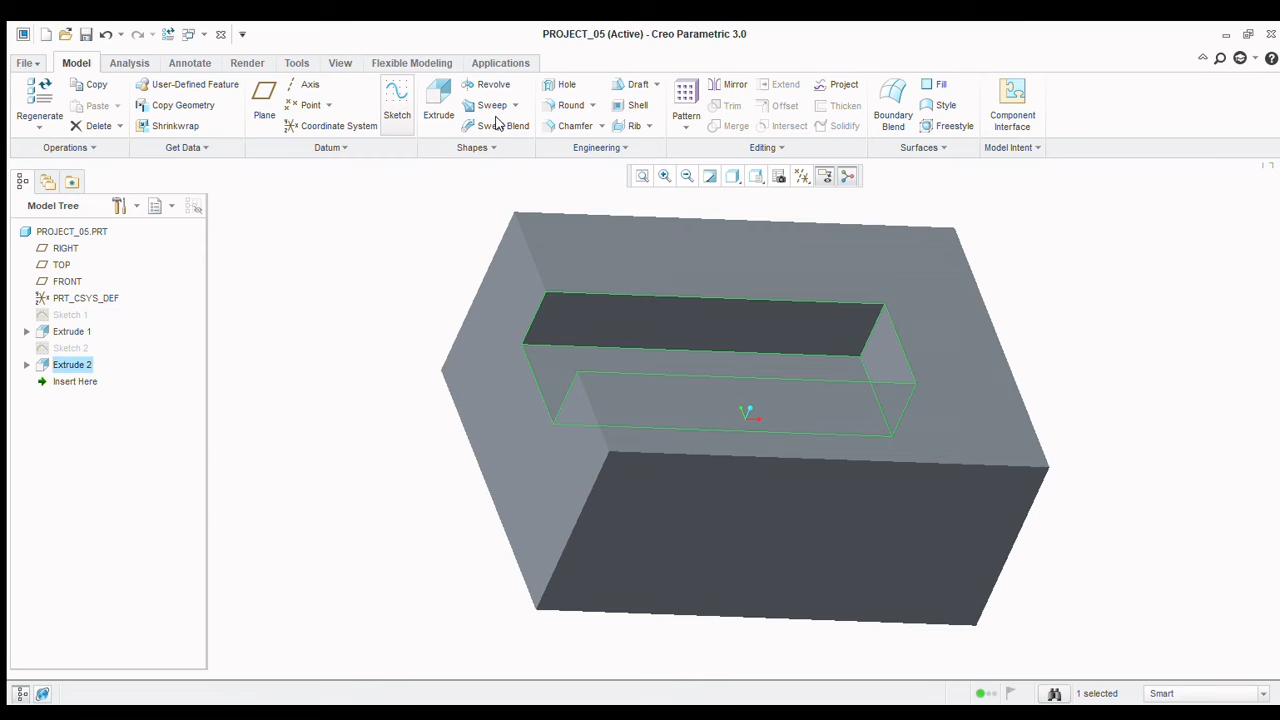 PROJECT_05 (Active) - Creo Parametric 3.0
File Model Analysis Annotate Render Tools View Flexible Modeling Applications
Regenerate
Copy
Paste
Delete
Operations
User-Defined Feature
Copy Geometry
Shrinkwrap
Get Data
Plane
Axis
Point
Coordinate System
Sketch
Datum
Extrude
Revolve
Sweep
Swept Blend
Shapes
Hole
Round
Chamfer
Draft
Shell
Rib
Engineering
Pattern
Mirror
Trim
Merge
Extend
Offset
Intersect
Project
Thicken
Solidify
Editing
Boundary
Blend
Fill
Style
Freestyle
Surfaces
Component
Interface
Model Intent
Model Tree
PROJECT_05.PRT
RIGHT
TOP
FRONT
PRT_CSYS_DEF
Sketch 1
Extrude 1
Sketch 2
Extrude 2
Insert Here
1 selected
Smart